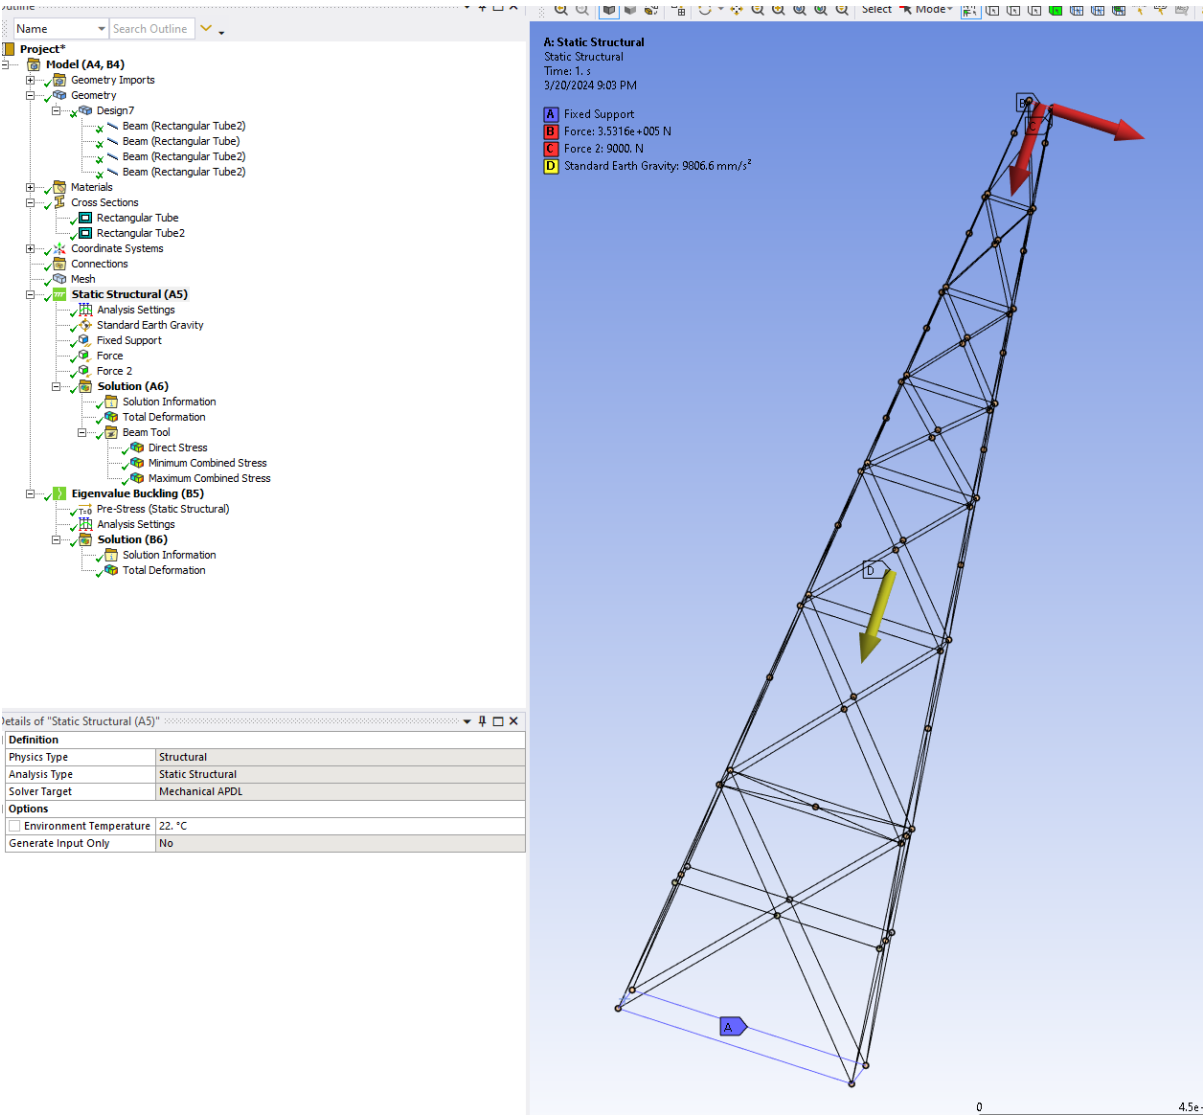 Outline
Name
Search Outline
Select
Mode
Project*
Model (A4, B4)
Geometry Imports
Geometry
Design7
Beam (Rectangular Tube2)
Beam (Rectangular Tube)
Beam (Rectangular Tube2)
Beam (Rectangular Tube2)
Materials
Cross Sections
Rectangular Tube
Rectangular Tube2
Coordinate Systems
Connections
Mesh
Static Structural (A5)
Analysis Settings
Standard Earth Gravity
Fixed Support
Force
Force 2
Solution (A6)
Solution Information
Total Deformation
Beam Tool
Direct Stress
Minimum Combined Stress
Maximum Combined Stress
Eigenvalue Buckling (B5)
T=0 Pre-Stress (Static Structural)
Analysis Settings
Solution (B6)
Solution Information
Total Deformation
Details of "Static Structural (A5)"
Definition
Physics Type Structural
Analysis Type Static Structural
Solver Target Mechanical APDL
Options
Environment Temperature 22. °C
Generate Input Only No
A: Static Structural
Static Structural
Time: 1. s
3/20/2024 9:03 PM
A Fixed Support
B Force: 3.5316e+005 N
C Force 2: 9000. N
D Standard Earth Gravity: 9806.6 mm/s²
B
C
D
A
0
4.5e